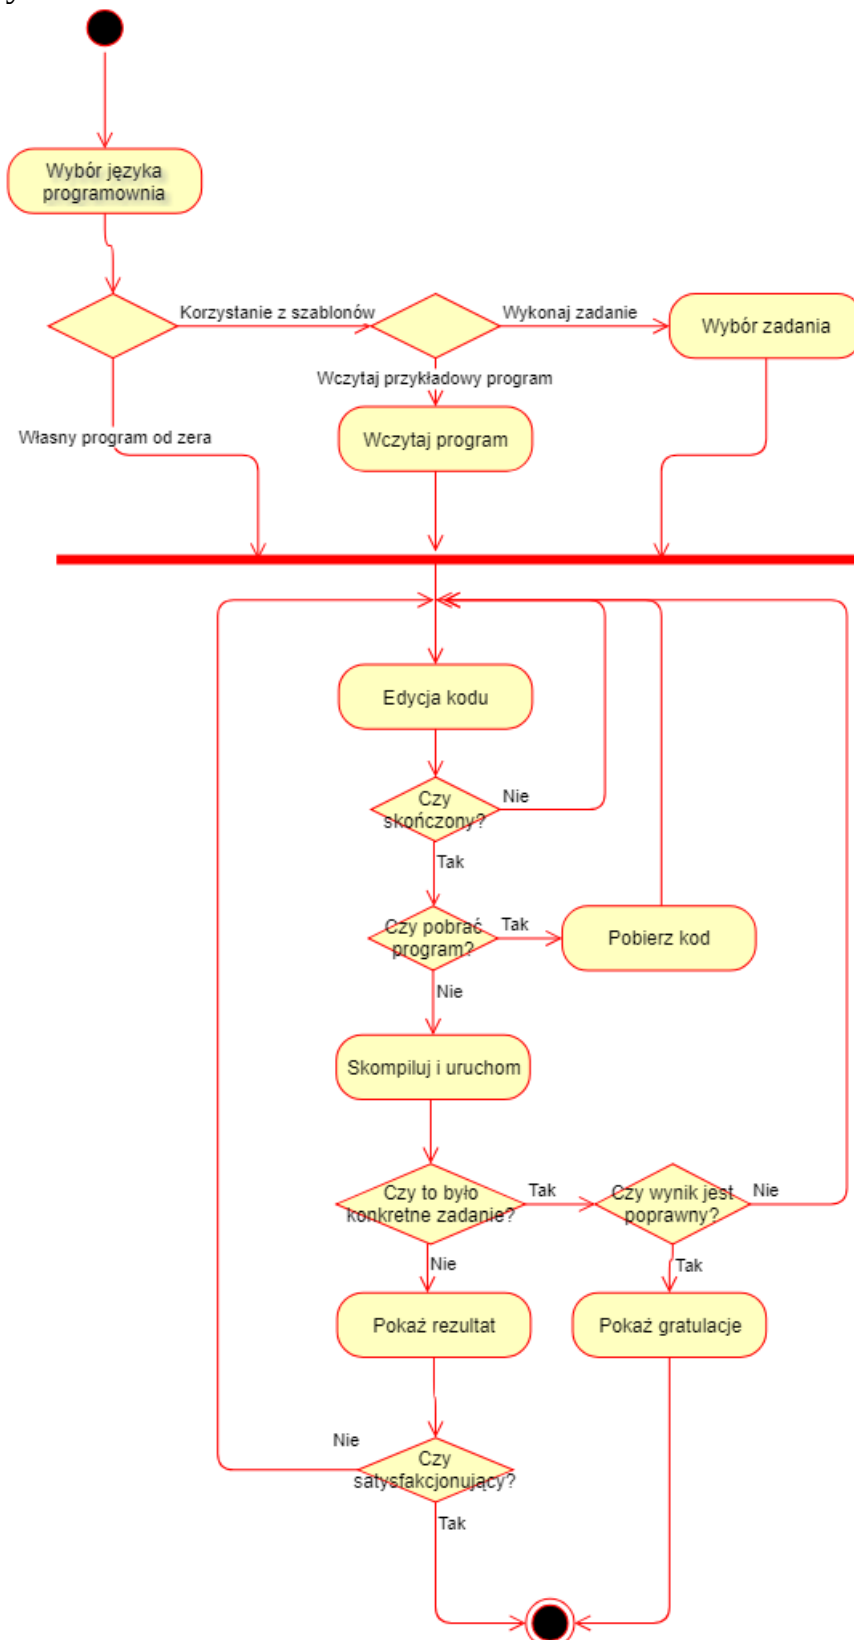 Wybór języka
programownia
Korzystanie z szablonów
Wykonaj zadanie
Wybór zadania
Wczytaj przykładowy program
Własny program od zera
Wczytaj program
Edycja kodu
Czy
skończony?
Nie
Tak
Czy pobrać
program?
Tak
Pobierz kod
Nie
Skompiluj i uruchom
Czy to było
konkretne zadanie?
Tak
Czy wynik jest
poprawny?
Nie
Nie
Tak
Pokaż rezultat
Pokaż gratulacje
Nie
Czy
satysfakcjonujący?
Tak